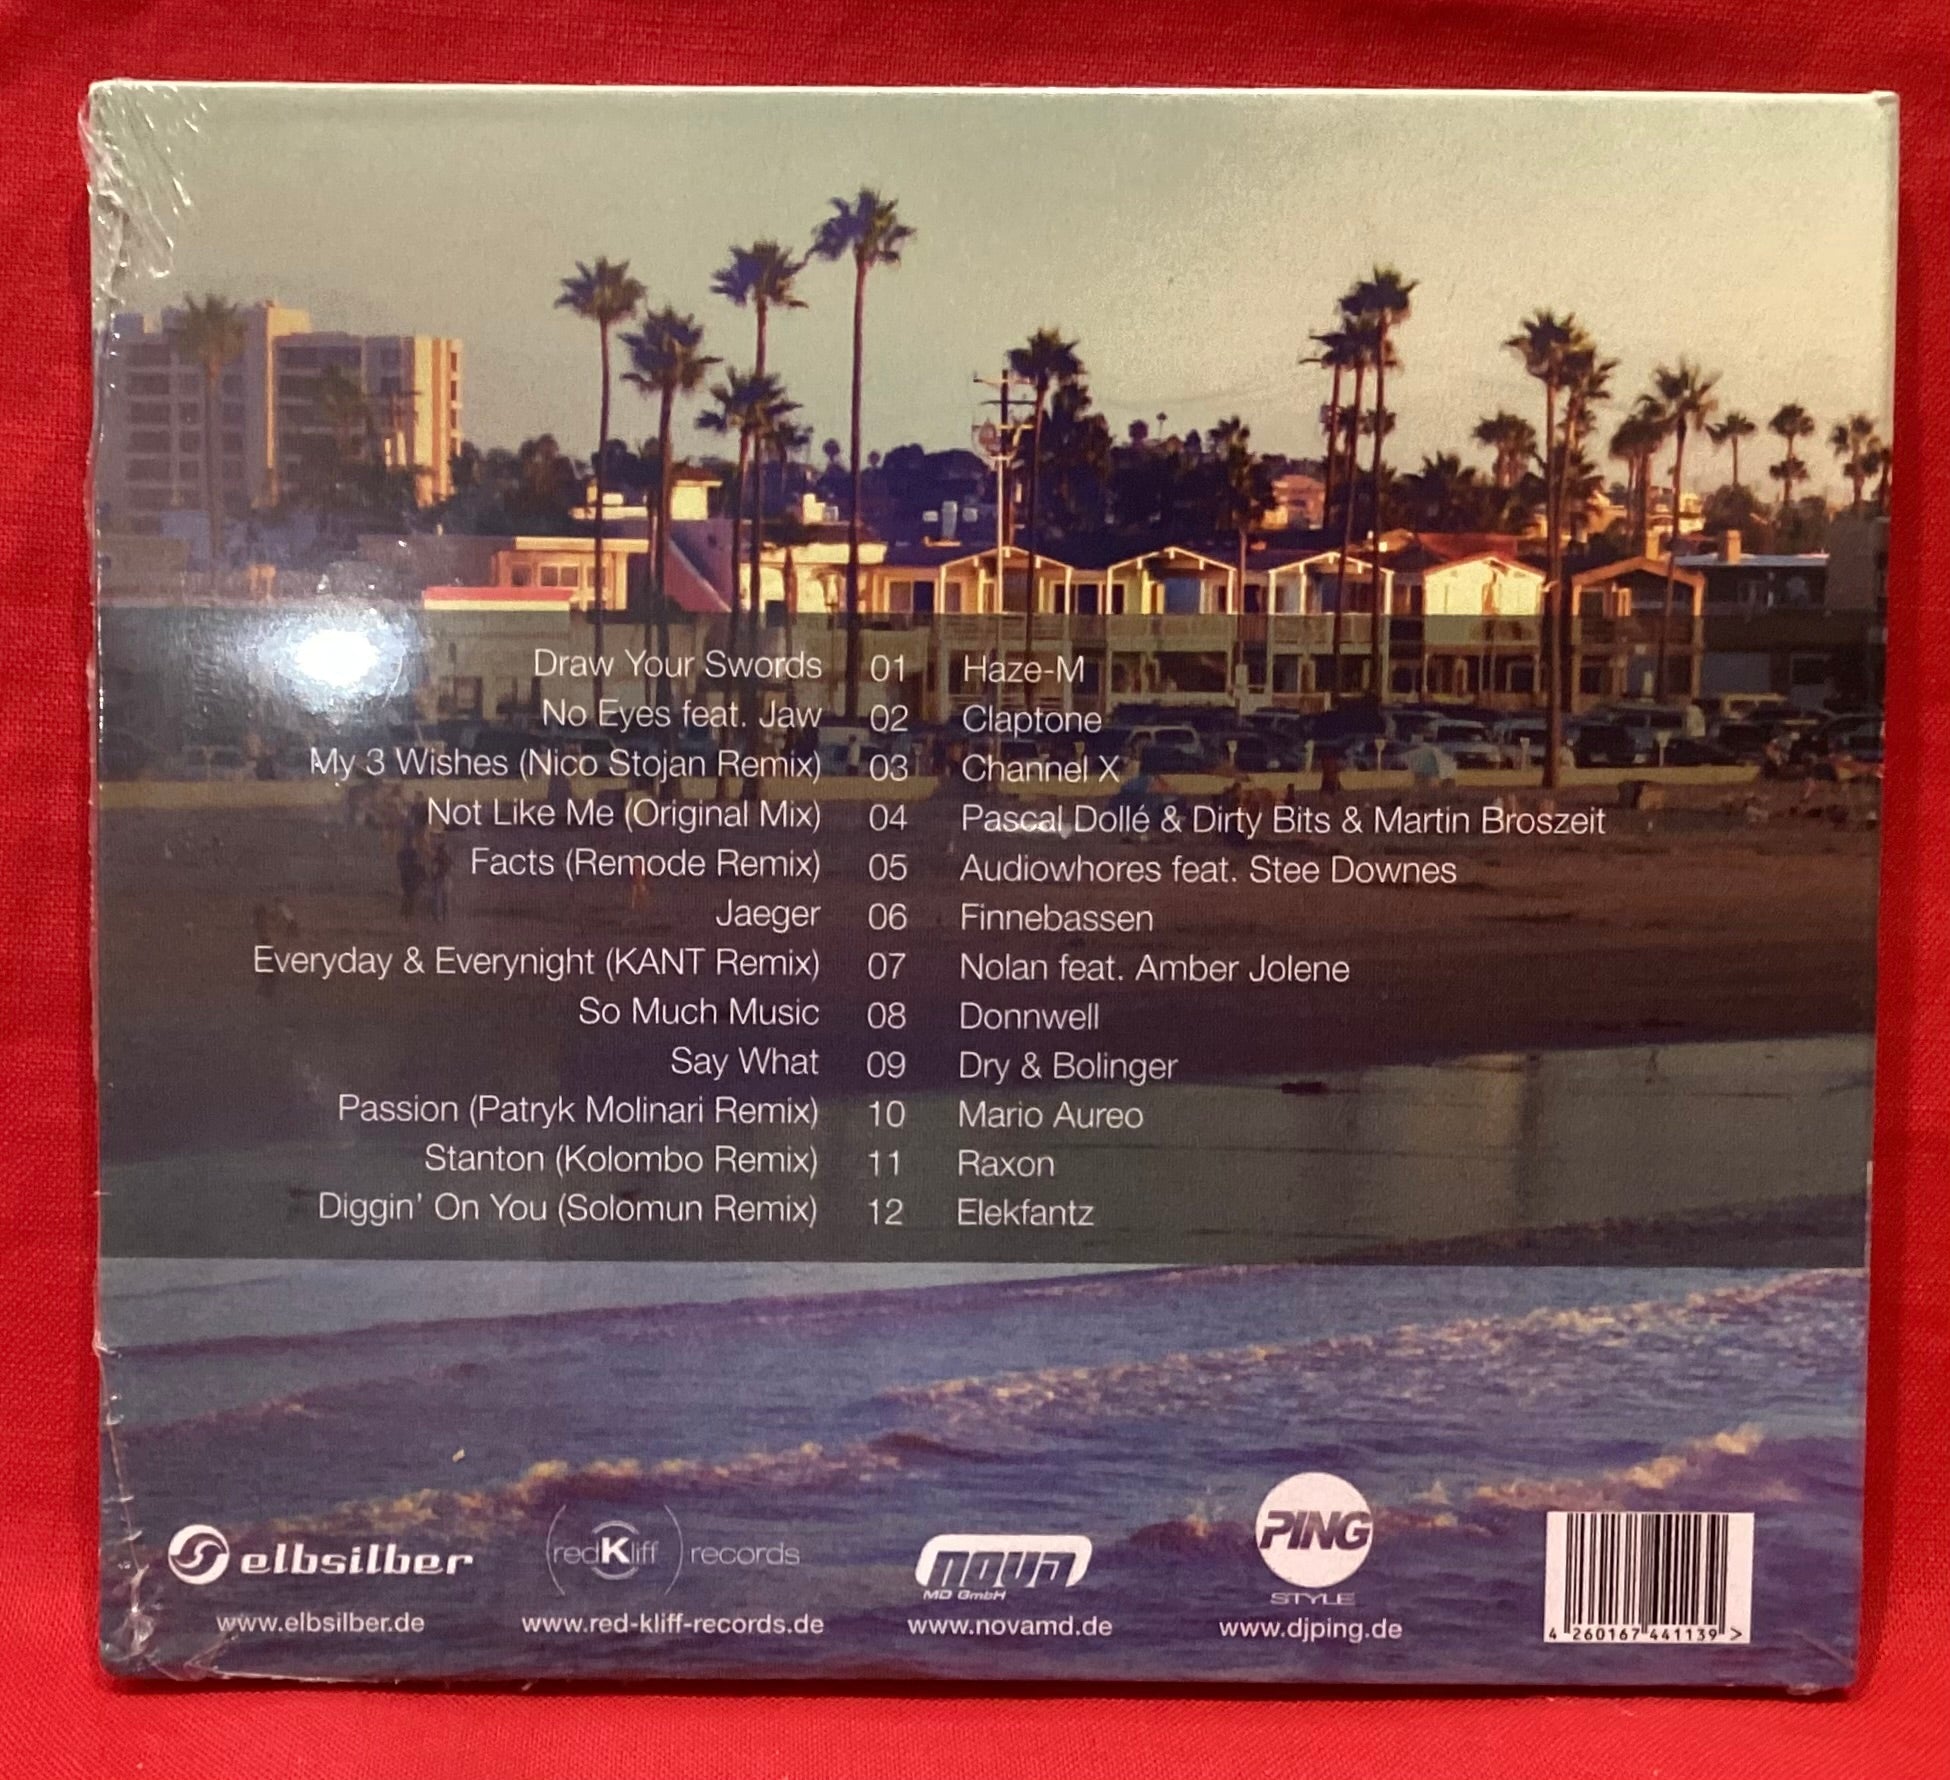 Draw Your Swords 01 Haze-M
No Eyes feat. Jaw 02 Claptone
My 3 Wishes (Nico Stojan Remix) 03 Channel X
Not Like Me (Original Mix) 04 Pascal Dollé & Dirty Bits & Martin Broszeit
Facts (Remode Remix) 05 Audiowhores feat. Stee Downes
Jaeger 06 Finnebassen
Everyday & Everynight (KANT Remix) 07 Nolan feat. Amber Jolene
So Much Music 08 Donnwell
Say What 09 Dry & Bolinger
Passion (Patryk Molinari Remix) 10 Mario Aureo
Stanton (Kolombo Remix) 11 Raxon
Diggin' On You (Solomun Remix) 12 Elekfantz
elbsilber
www.elbsilber.de
redKliff records
www.red-kliff-records.de
nova
MD GmbH
www.novamd.de
PING
STYLE
www.djping.de
4 260167 441139 >